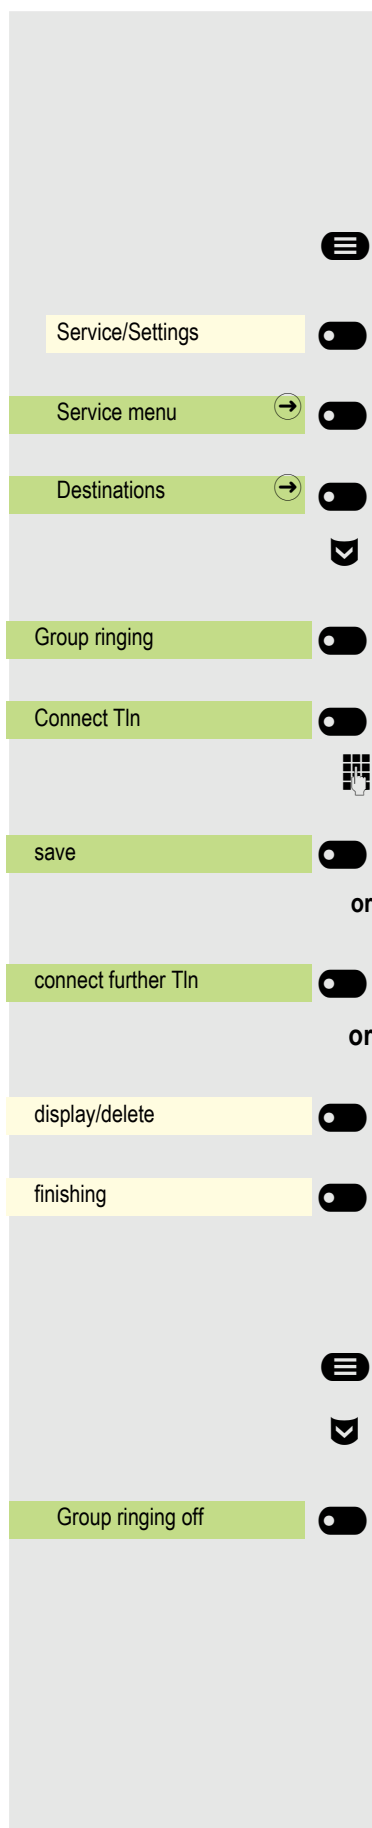 Service/Settings
Service menu
Destinations
Group ringing
Connect Tln
save
or
connect further Tln
or
display/delete
finishing
Group ringing off